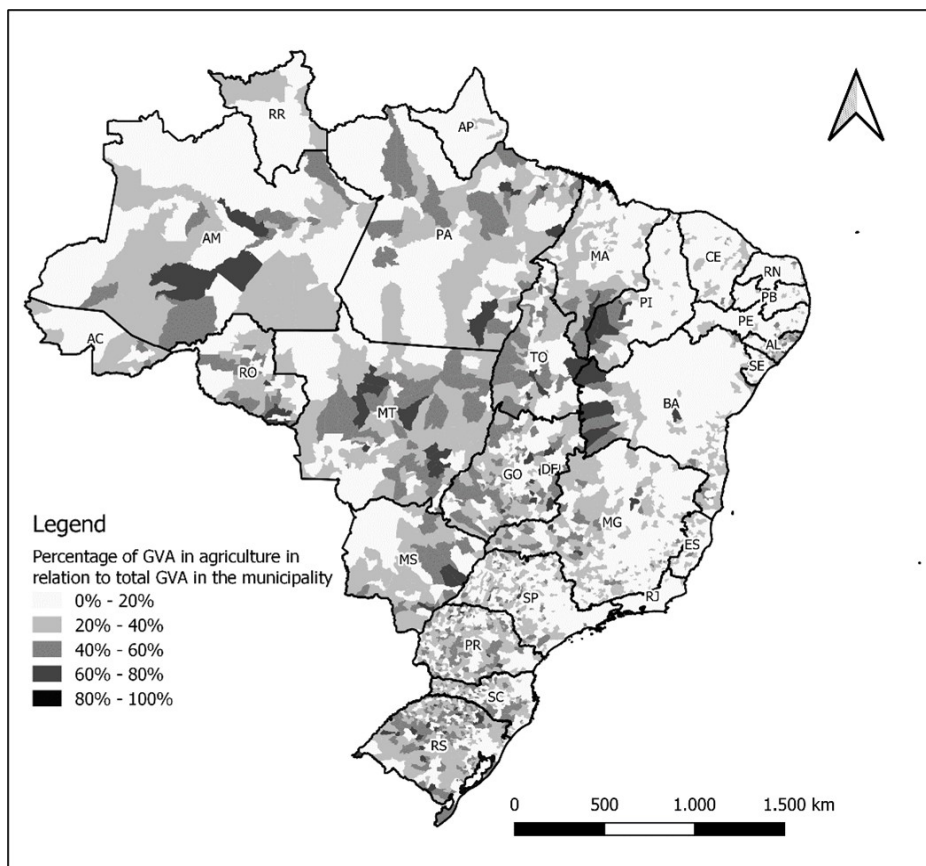 RR
AP
AM
PA
MA
CE
RN
PB
PI
PE
AL
SE
AC
TO
RO
BA
MT
GO
DF
MG
ES
MS
SP
RJ
PR
SC
RS
Legend
Percentage of GVA in agriculture in
relation to total GVA in the municipality
0% - 20%
20% - 40%
40% - 60%
60% - 80%
80% - 100%
0 500 1.000 1.500 km